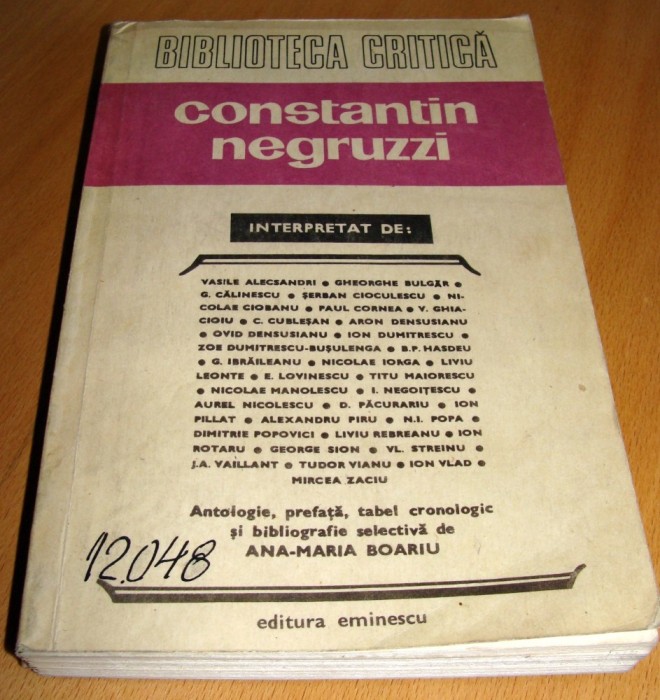 BIBLIOTECA CRITICĂ
constantin
negruzzi
INTERPRETAT DE:
VASILE ALECSANDRI ● GHEORGHE BULGĂR ●
G. CĂLINESCU ● ŞERBAN CIOCULESCU ● NI-
COLAE CIOBANU ● PAUL CORNEA ● V. GHIA-
CIOIU ● C. CUBLEŞAN ● ARON DENSUSIANU
● OVID DENSUSIANU ● ION DUMITRESCU ●
ZOE DUMITRESCU-BUŞULENGA ● B.P. HASDEU
● G. IBRĂILEANU ● NICOLAE IORGA ● LIVIU
LEONTE ● E. LOVINESCU ● TITU MAIORESCU
● NICOLAE MANOLESCU ● I. NEGOIŢESCU ●
AUREL NICOLESCU ● D. PĂCURARIU ● ION
PILLAT ● ALEXANDRU PIRU ● N.I. POPA ●
DIMITRIE POPOVICI ● LIVIU REBREANU ● ION
ROTARU ● GEORGE SION ● VL. STREINU ●
J.A. VAILLANT ● TUDOR VIANU ● ION VLAD ●
MIRCEA ZACIU
Antologie, prefaţă, tabel cronologic
şi bibliografie selectivă de
ANA-MARIA BOARIU
12.048
editura eminescu